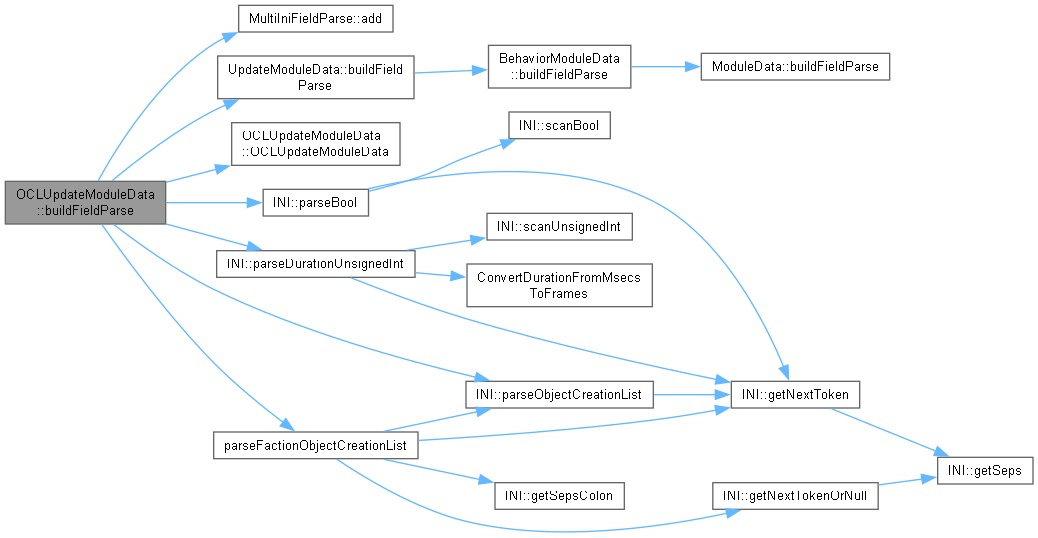 MultiIniFieldParse::add
UpdateModuleData::buildField
Parse
BehaviorModuleData
::buildFieldParse
ModuleData::buildFieldParse
OCLUpdateModuleData
::OCLUpdateModuleData
INI::scanBool
OCLUpdateModuleData
::buildFieldParse
INI::parseBool
INI::scanUnsignedInt
INI::parseDurationUnsignedInt
ConvertDurationFromMsecs
ToFrames
INI::parseObjectCreationList
INI::getNextToken
parseFactionObjectCreationList
INI::getSeps
INI::getSepsColon
INI::getNextTokenOrNull